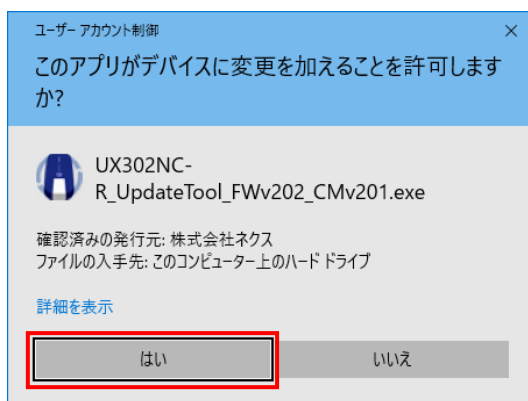 ユーザー アカウント制御
このアプリがデバイスに変更を加えることを許可します
か?
UX302NC-
R_UpdateTool_FWv202_CMv201.exe
確認済みの発行元: 株式会社ネクス
ファイルの入手先: このコンピューター上のハード ドライブ
詳細を表示
はい
いいえ